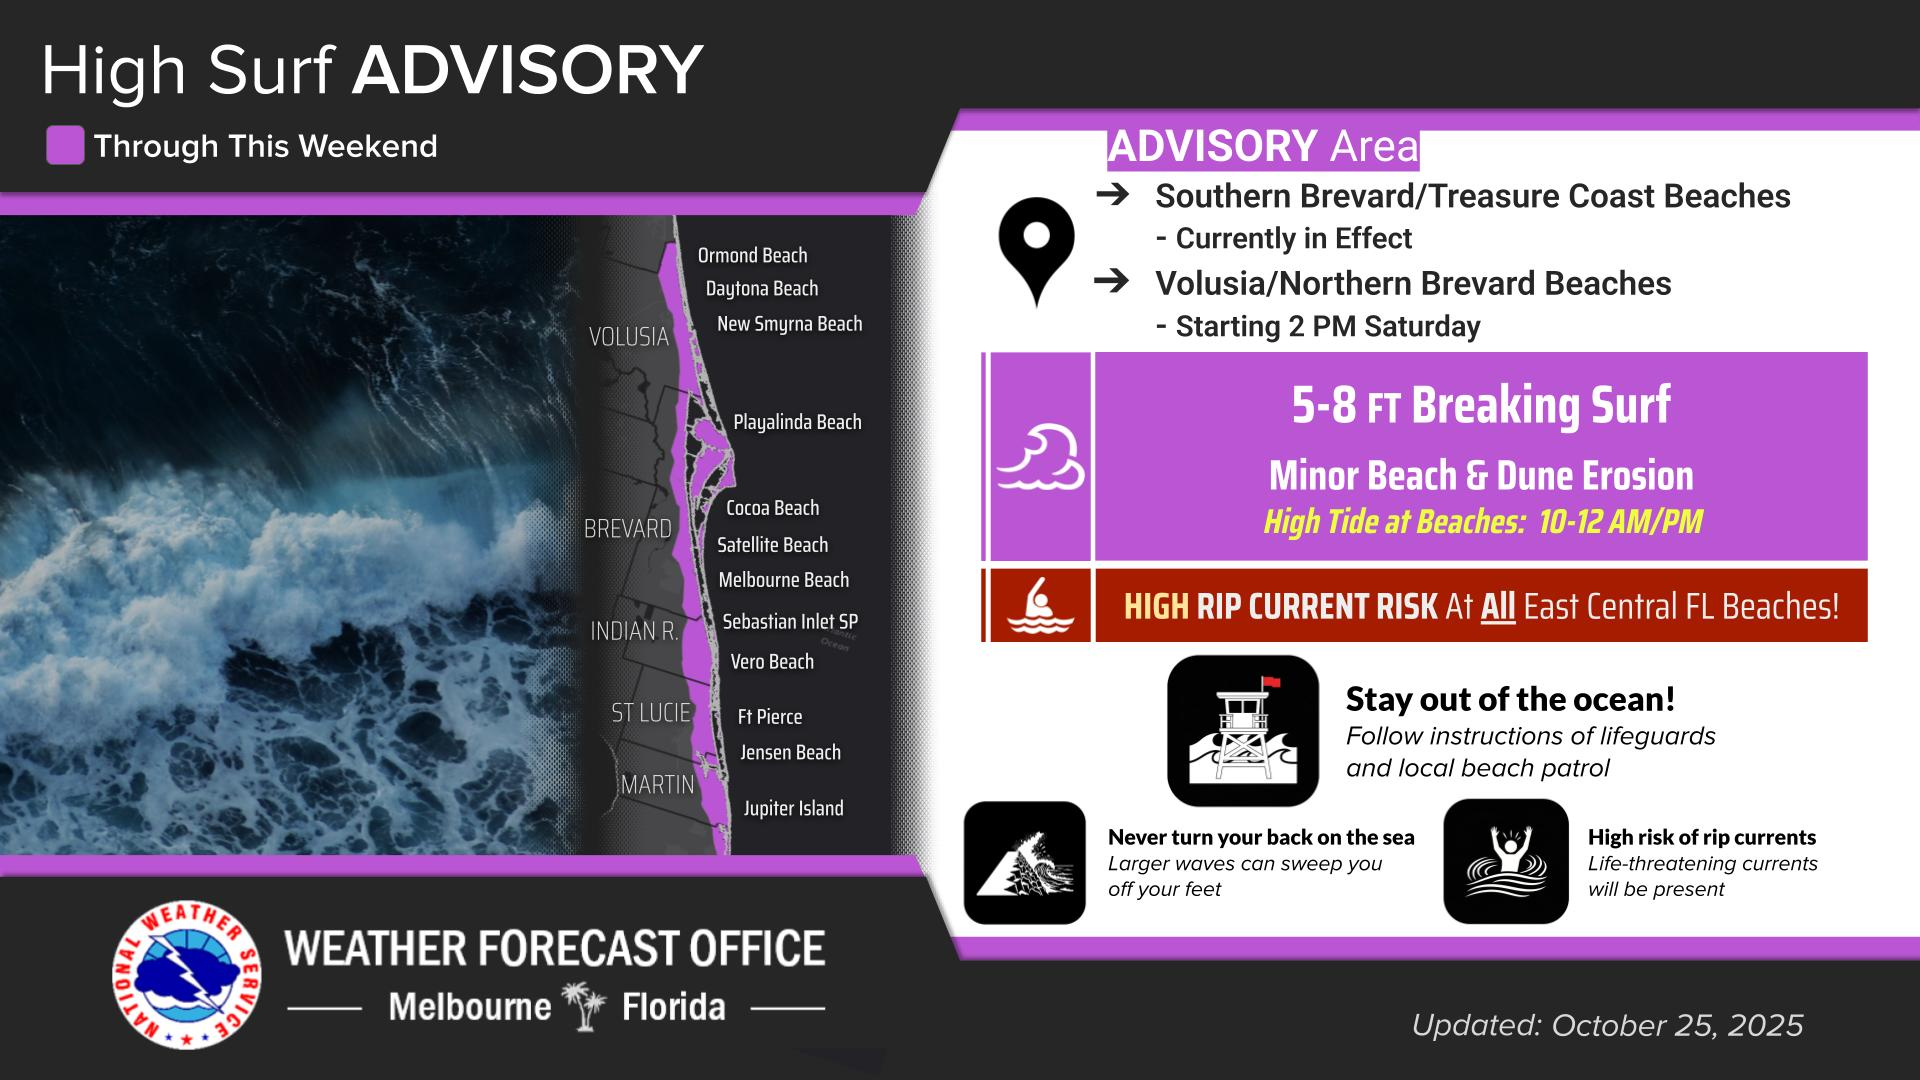 High Surf ADVISORY
Through This Weekend
Ormond Beach
Daytona Beach
New Smyrna Beach
VOLUSIA
Playalinda Beach
Cocoa Beach
BREVARD
Satellite Beach
Melbourne Beach
Sebastian Inlet SP
INDIAN R.
Ocean
Vero Beach
ST LUCIE
Ft Pierce
Jensen Beach
MARTIN
Jupiter Island
ADVISORY Area
➔ Southern Brevard/Treasure Coast Beaches
- Currently in Effect
➔ Volusia/Northern Brevard Beaches
- Starting 2 PM Saturday
5-8 FT Breaking Surf
Minor Beach & Dune Erosion
High Tide at Beaches: 10-12 AM/PM
HIGH RIP CURRENT RISK At All East Central FL Beaches!
Stay out of the ocean!
Follow instructions of lifeguards
and local beach patrol
Never turn your back on the sea
Larger waves can sweep you
off your feet
High risk of rip currents
Life-threatening currents
will be present
NATIONAL WEATHER SERVICE
WEATHER FORECAST OFFICE
Melbourne Florida
Updated: October 25, 2025